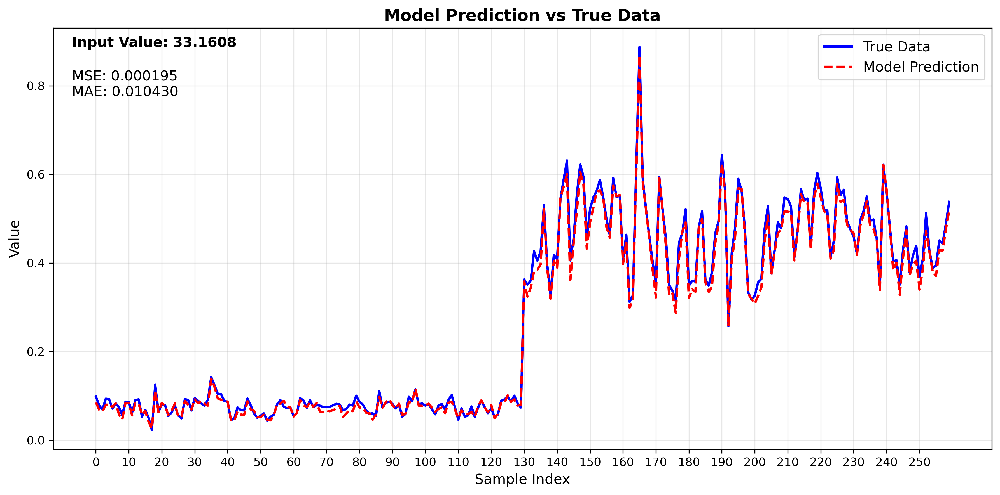 Model Prediction vs True Data
Input Value: 33.1608
MSE: 0.000195
MAE: 0.010430
True Data
Model Prediction
Value
0.8
0.6
0.4
0.2
0.0
0 10 20 30 40 50 60 70 80 90 100 110 120 130 140 150 160 170 180 190 200 210 220 230 240 250
Sample Index